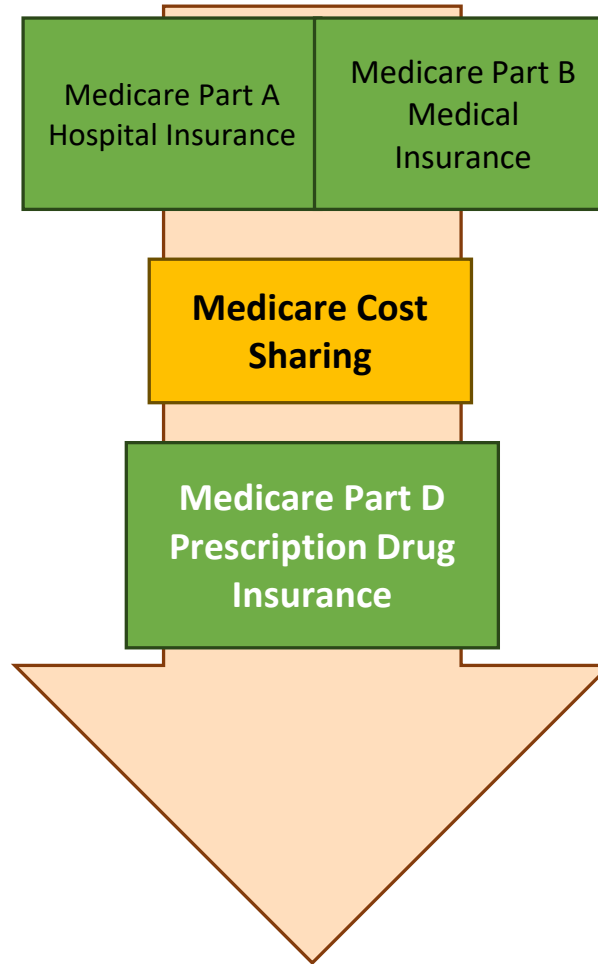 Medicare Part A
Hospital Insurance
Medicare Part B
Medical
Insurance
Medicare Cost
Sharing
Medicare Part D
Prescription Drug
Insurance